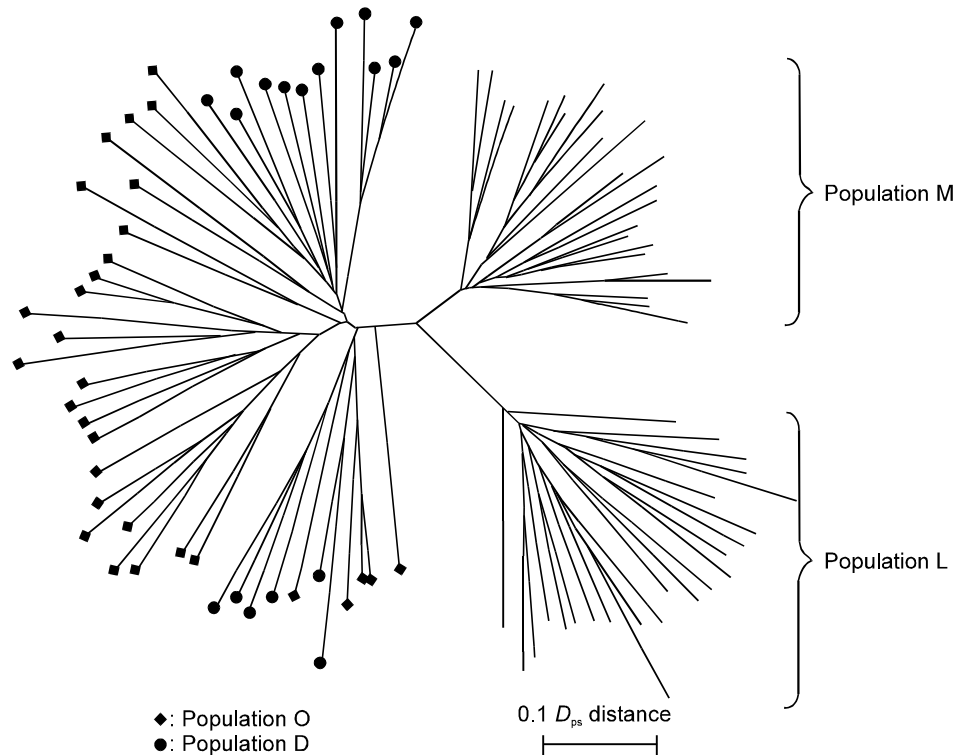 Population M
Population L
◆: Population O
●: Population D
0.1 Dps distance